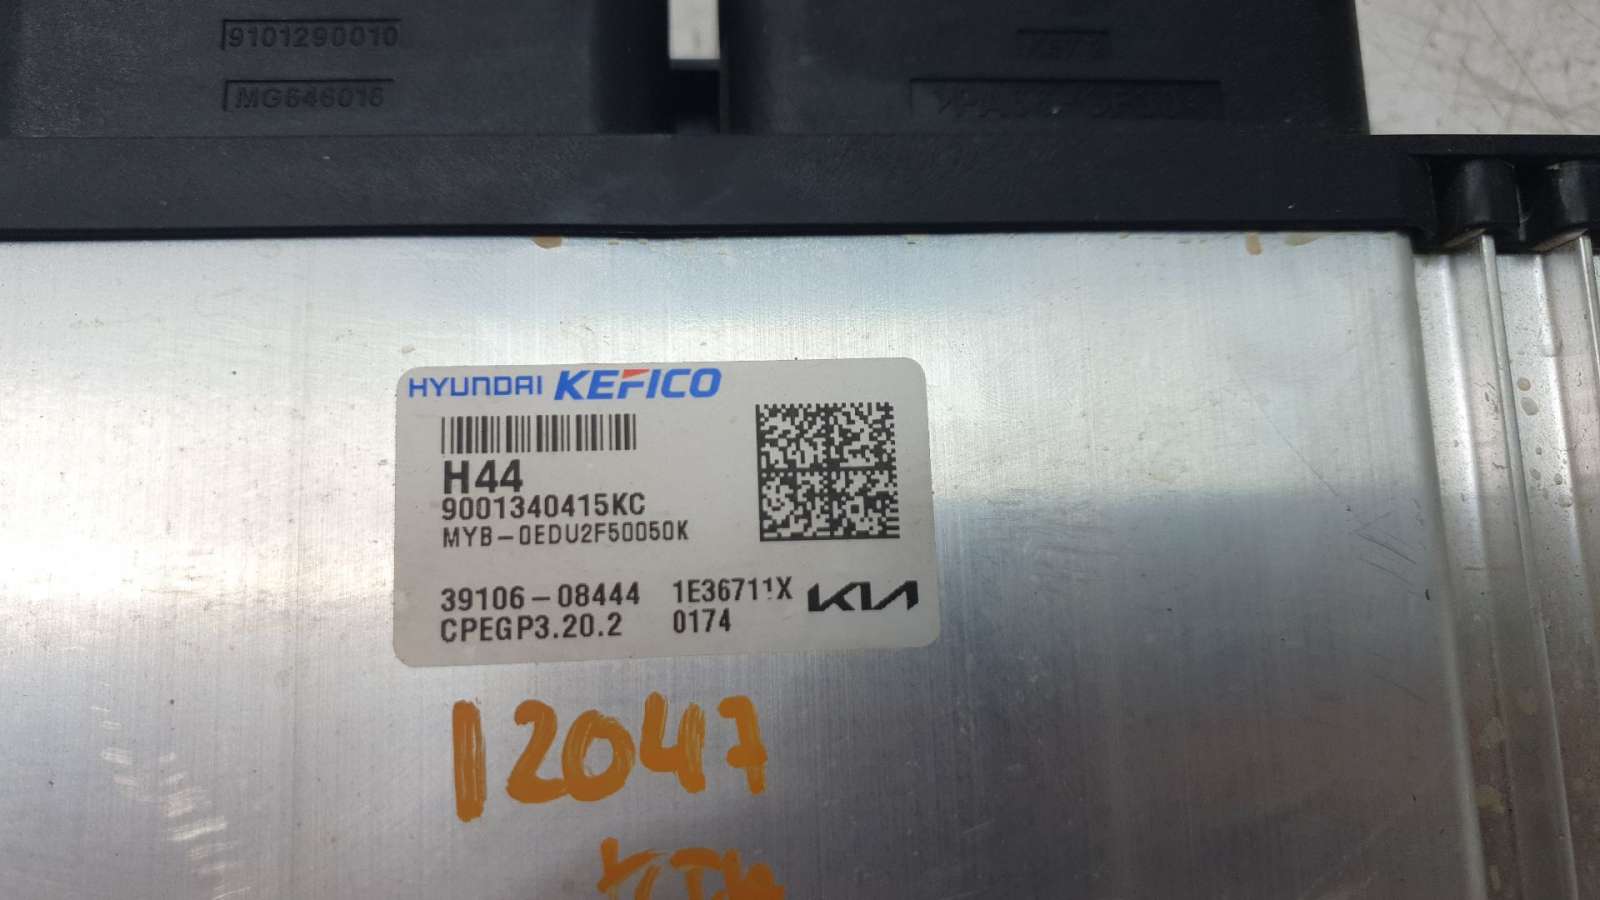 9101290010
MG646016
HYUNDAI KEFICO
H44
9001340415KC
MYB-0EDU2F50050K
39106-08444 1E36711X KIA
CPEGP3.20.2 0174
12047